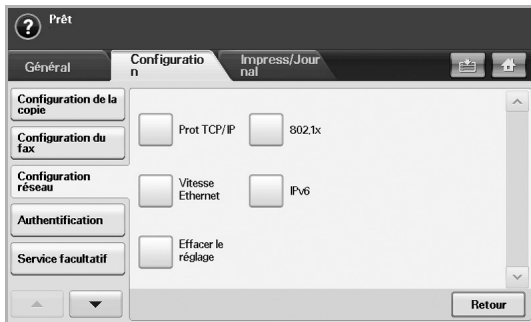 ? Prêt
Général
Configuratio
n
Impress/Jour
nal
Configuration de la
copie
Configuration du
fax
Configuration
réseau
Authentification
Service facultatif
Prot TCP/IP
802,1x
Vitesse
Ethernet
IPv6
Effacer le
réglage
Retour